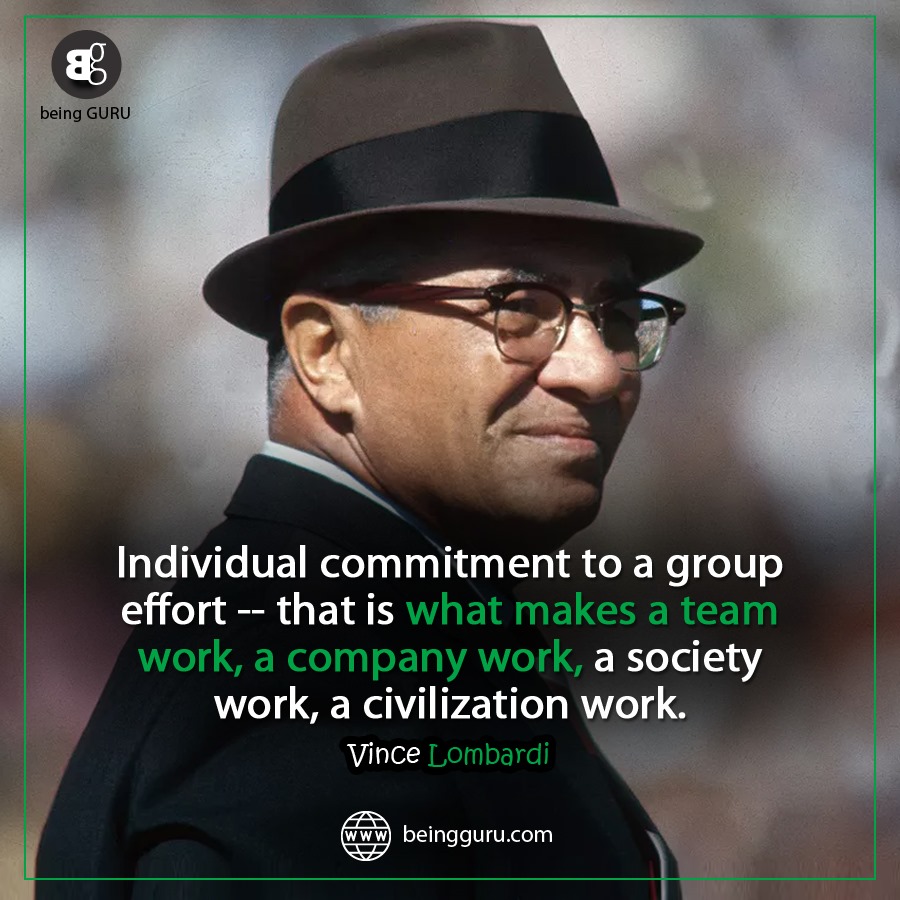 Bg
being GURU
Individual commitment to a group
effort -- that is what makes a team
work, a company work, a society
work, a civilization work.
Vince Lombardi
www
beingguru.com